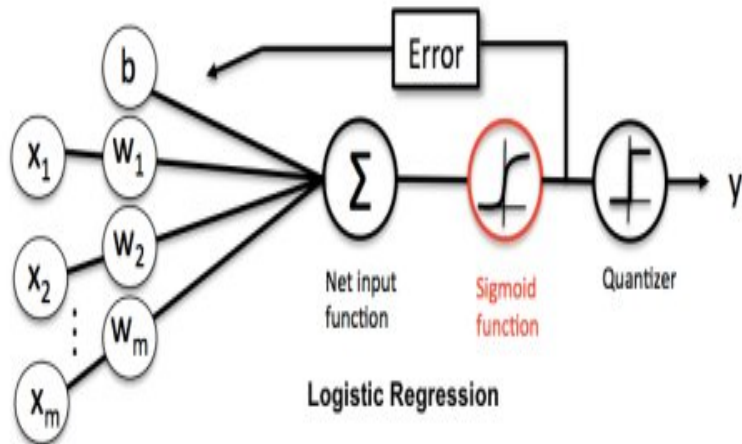 b
Error
x₁
w₁
Σ
y
x₂
w₂
Net input
function
Sigmoid
function
Quantizer
⋮
wₘ
xₘ
Logistic Regression